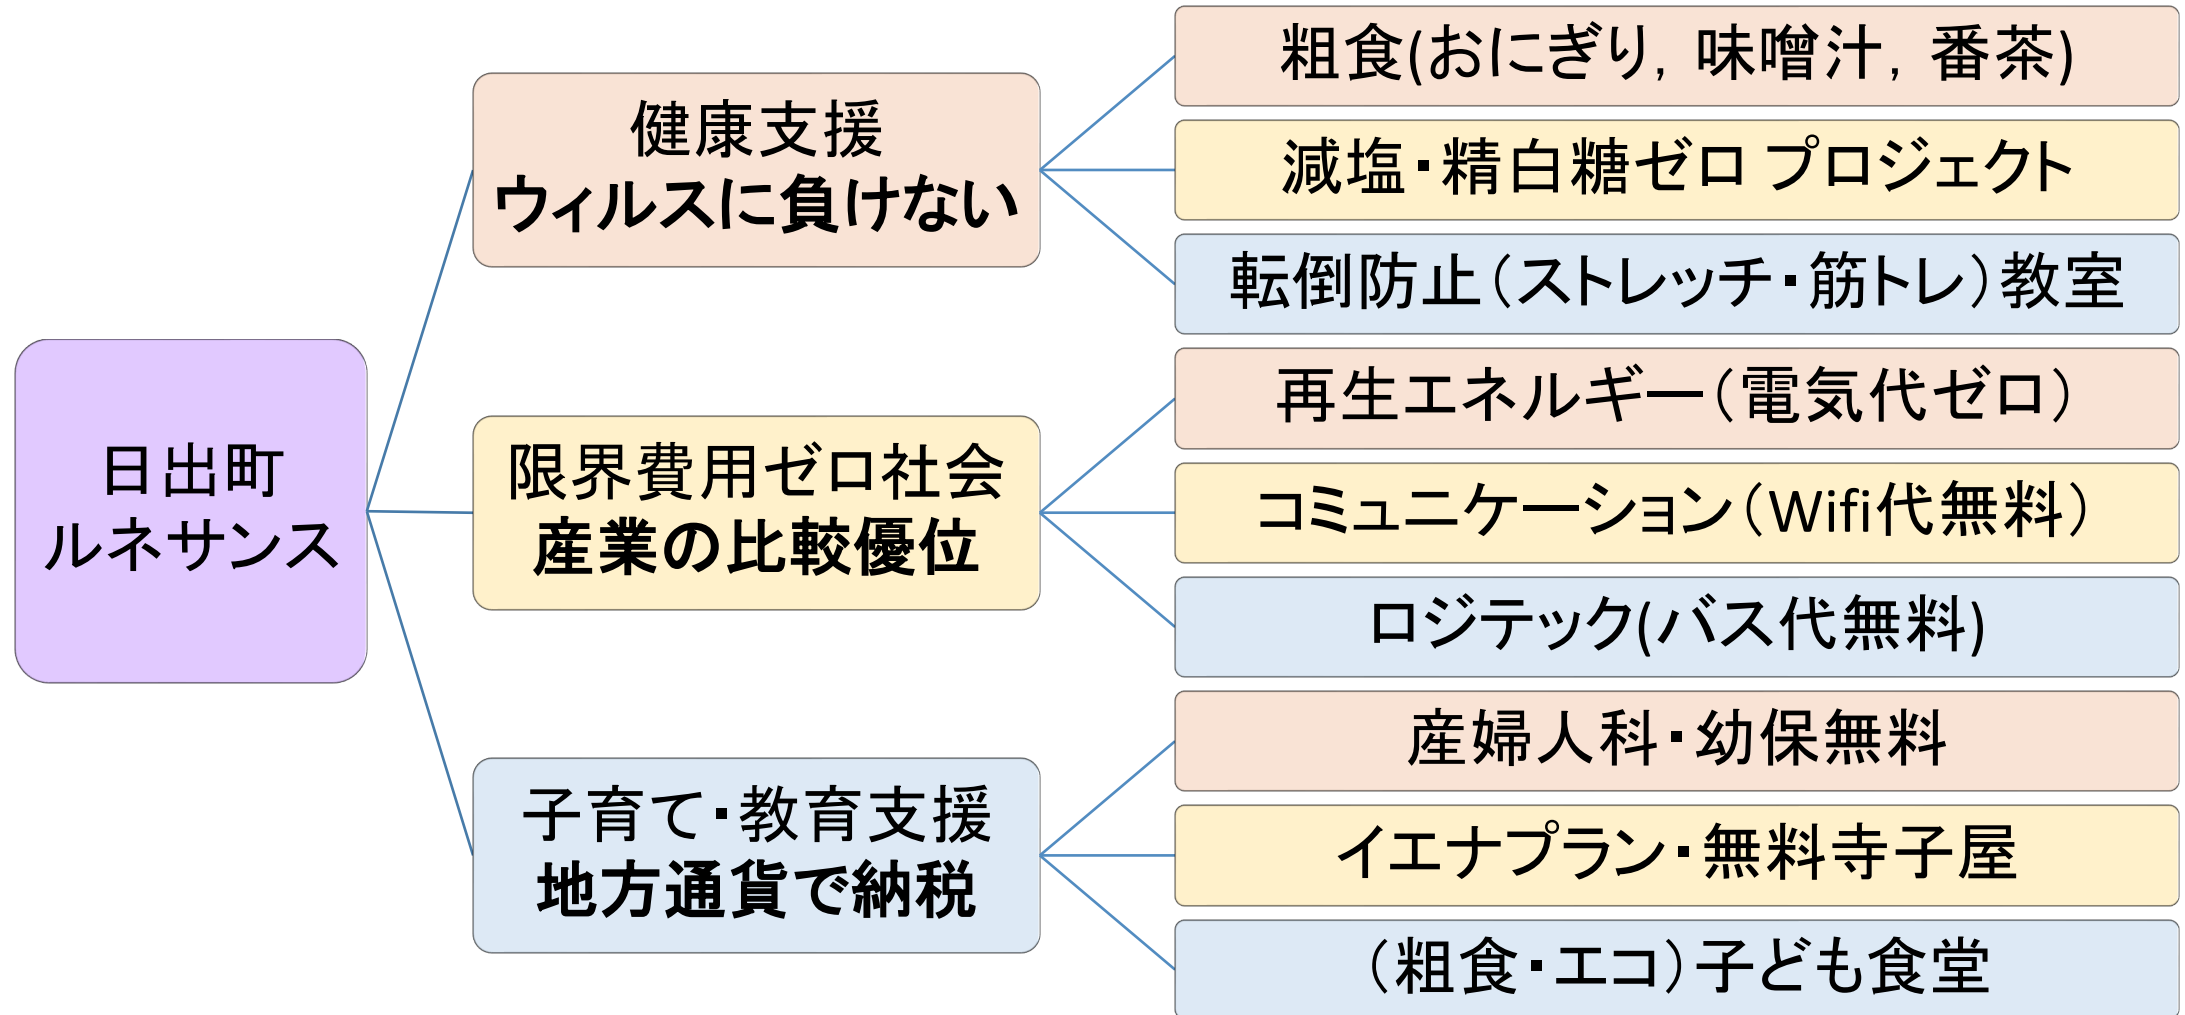 日出町
ルネサンス
健康支援
ウィルスに負けない
粗食(おにぎり, 味噌汁, 番茶)
減塩・精白糖ゼロ プロジェクト
転倒防止(ストレッチ・筋トレ)教室
限界費用ゼロ社会
産業の比較優位
再生エネルギー(電気代ゼロ)
コミュニケーション(Wifi代無料)
ロジテック(バス代無料)
子育て・教育支援
地方通貨で納税
産婦人科・幼保無料
イエナプラン・無料寺子屋
(粗食・エコ)子ども食堂